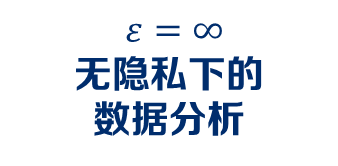 ε = ∞
无隐私下的
数据分析